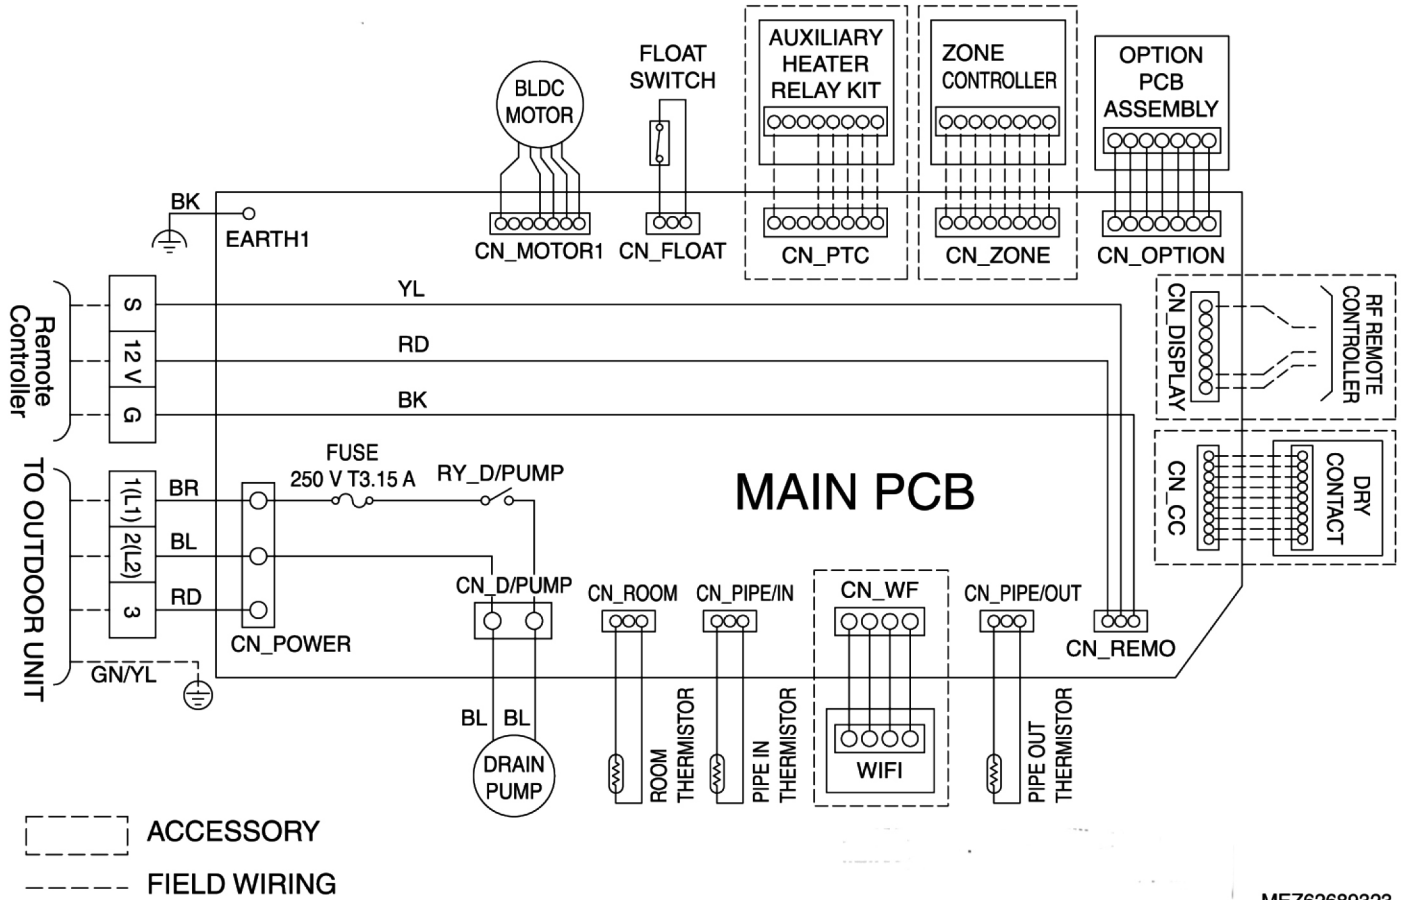 BLDC
MOTOR
FLOAT
SWITCH
AUXILIARY
HEATER
RELAY KIT
ZONE
CONTROLLER
OPTION
PCB
ASSEMBLY
BK
EARTH1
CN_MOTOR1
CN_FLOAT
CN_PTC
CN_ZONE
CN_OPTION
Remote
Controller
S
12 V
G
YL
RD
BK
CN_DISPLAY
RF REMOTE
CONTROLLER
TO OUTDOOR UNIT
1(L1)
2(L2)
3
BR
BL
RD
GN/YL
FUSE
250 V T3.15 A
RY_D/PUMP
MAIN PCB
CN_CC
DRY
CONTACT
CN_POWER
CN_D/PUMP
CN_ROOM
CN_PIPE/IN
CN_WF
CN_PIPE/OUT
CN_REMO
BL
BL
DRAIN
PUMP
ROOM
THERMISTOR
PIPE IN
THERMISTOR
WIFI
PIPE OUT
THERMISTOR
ACCESSORY
FIELD WIRING